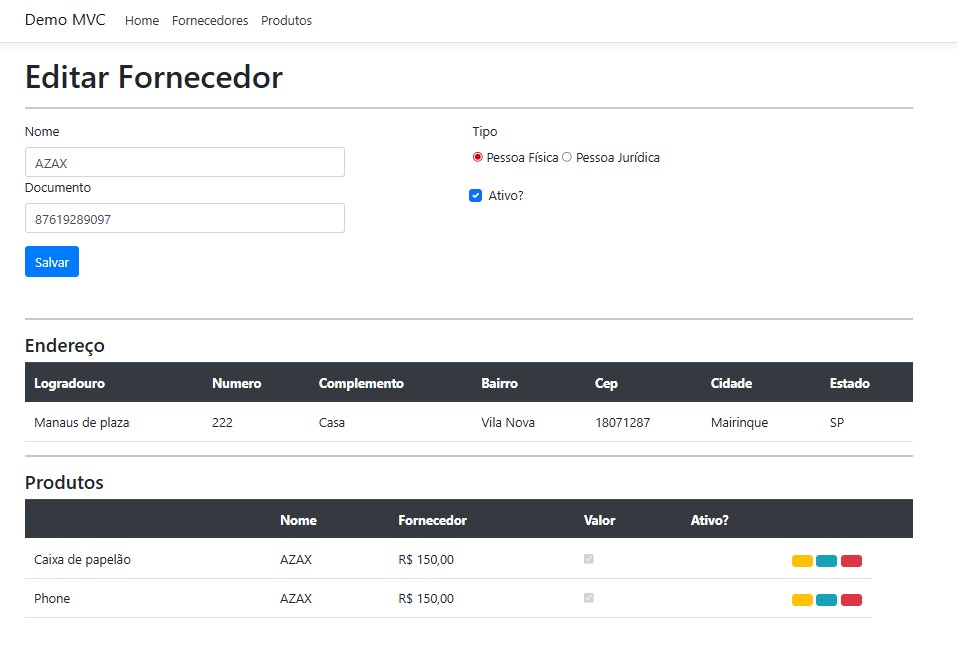 Demo MVC Home Fornecedores Produtos
Editar Fornecedor
Nome
AZAX
Documento
87619289097
Tipo
Pessoa Física Pessoa Jurídica
Ativo?
Salvar
Endereço
Logradouro Numero Complemento Bairro Cep Cidade Estado
Manaus de plaza 222 Casa Vila Nova 18071287 Mairinque SP
Produtos
Nome Fornecedor Valor Ativo?
Caixa de papelão AZAX R$ 150,00
Phone AZAX R$ 150,00